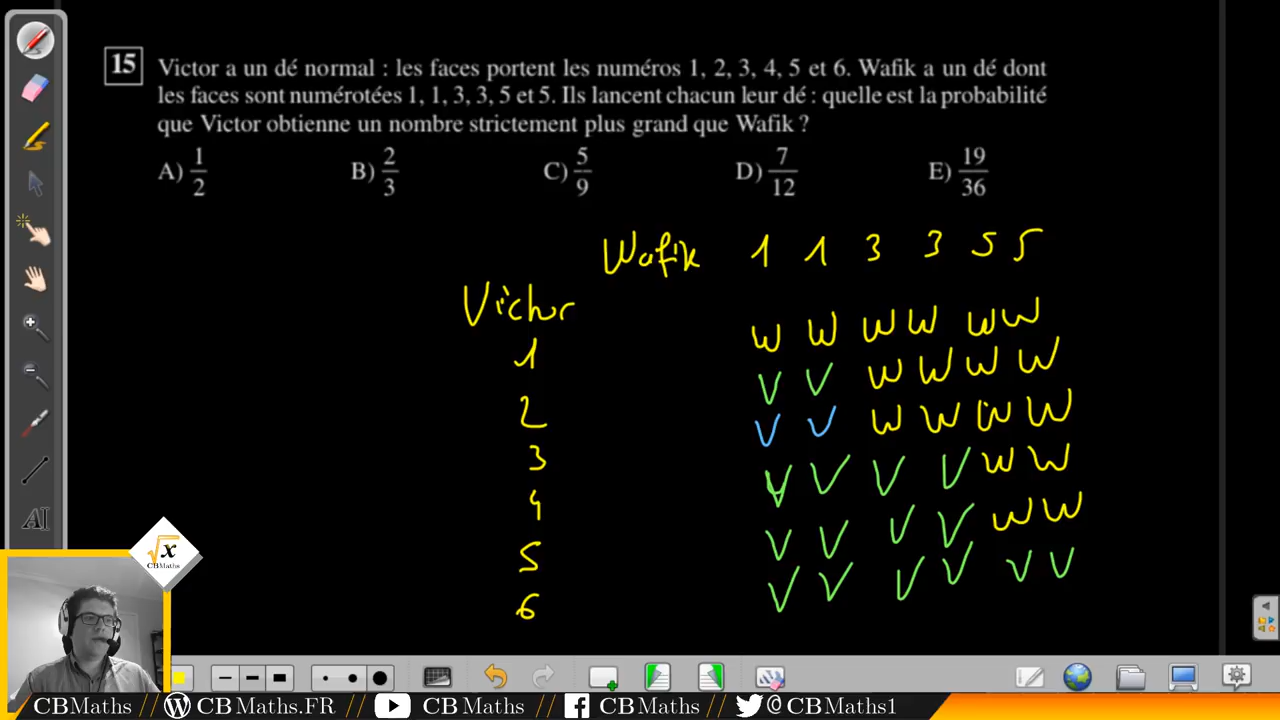 15 Victor a un dé normal : les faces portent les numéros 1, 2, 3, 4, 5 et 6. Wafik a un dé dont
les faces sont numérotées 1, 1, 3, 3, 5 et 5. Ils lancent chacun leur dé : quelle est la probabilité
que Victor obtienne un nombre strictement plus grand que Wafik ?
A) 1/2 B) 2/3 C) 5/9 D) 7/12 E) 19/36
Wafik 1 1 3 3 5 5
Victor
1 W W W W W W
2 V V W W W W
3 V V W W W W
4 V V V V W W
5 V V V V W W
6 V V V V V V
AI
√x
CBMaths
CBMaths CBMaths.FR CBMaths CBMaths @CBMaths1